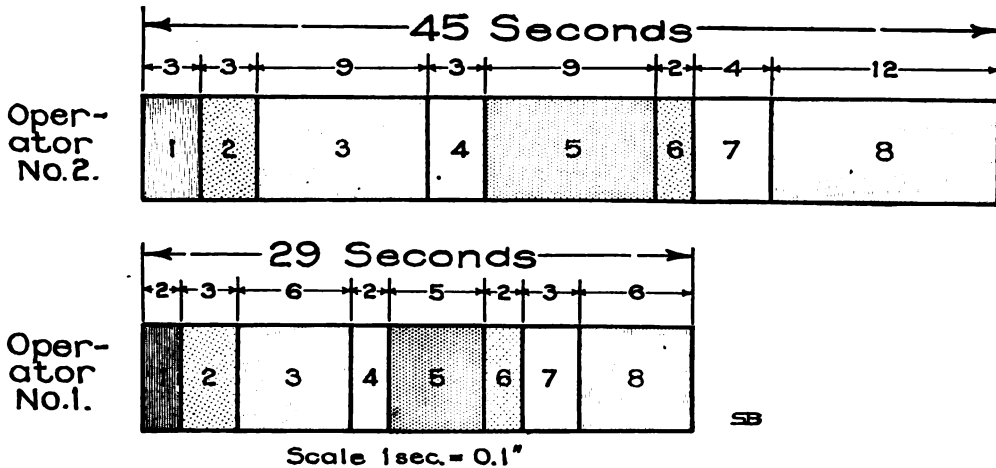 45 Seconds
3 3 9 3 9 2 4 12
Oper-
ator
No.2.
1 2 3 4 5 6 7 8
29 Seconds
2 3 6 2 5 2 3 6
Oper-
ator
No.1.
2 3 4 5 6 7 8
SB
Scale 1sec.= 0.1"